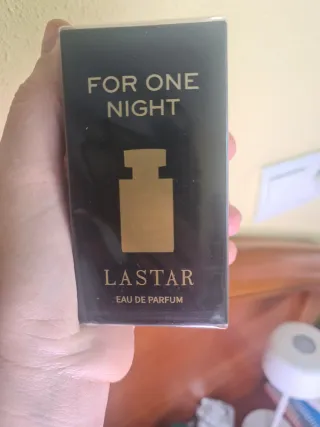 FOR ONE
NIGHT
LASTAR
EAU DE PARFUM